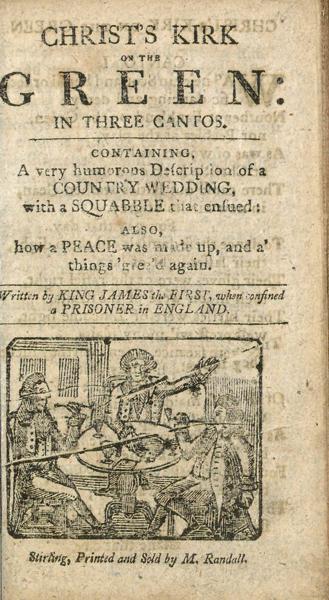 CHRIST'S KIRK
ON THE
GREEN:
IN THREE CANTOS.
CONTAINING,
A very humorous Description of a
COUNTRY WEDDING,
with a SQUABBLE that ensued:
ALSO,
how a PEACE was made up, and a'
things 'gree'd again.
Written by KING JAMES the FIRST, when confined
a PRISONER in ENGLAND.
Stirling, Printed and Sold by M. Randall.